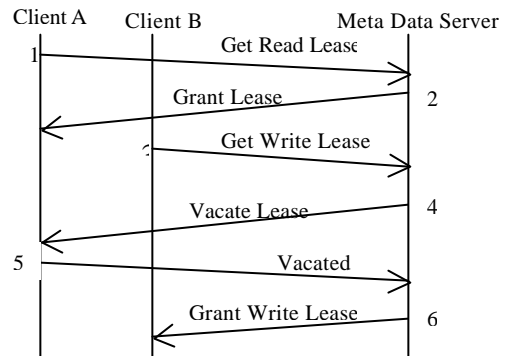 Client A
Client B
Meta Data Server
1
Get Read Lease
Grant Lease
2
Get Write Lease
Vacate Lease
4
5
Vacated
Grant Write Lease
6